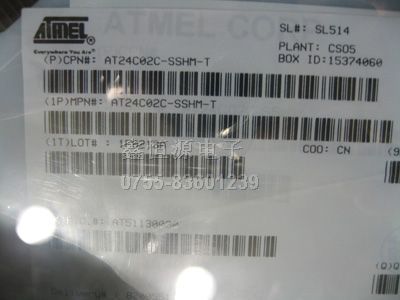 ATMEL
Everywhere You Are®
SL#: SL514
PLANT: CS05
BOX ID:15374060
(P)CPN#: AT24C02C-SSHM-T
(1P)MPN#: AT24C02C-SSHM-T
(1T)LOT# :
COO: CN
鑫巨源电子
0755-83601239
(Q)Q